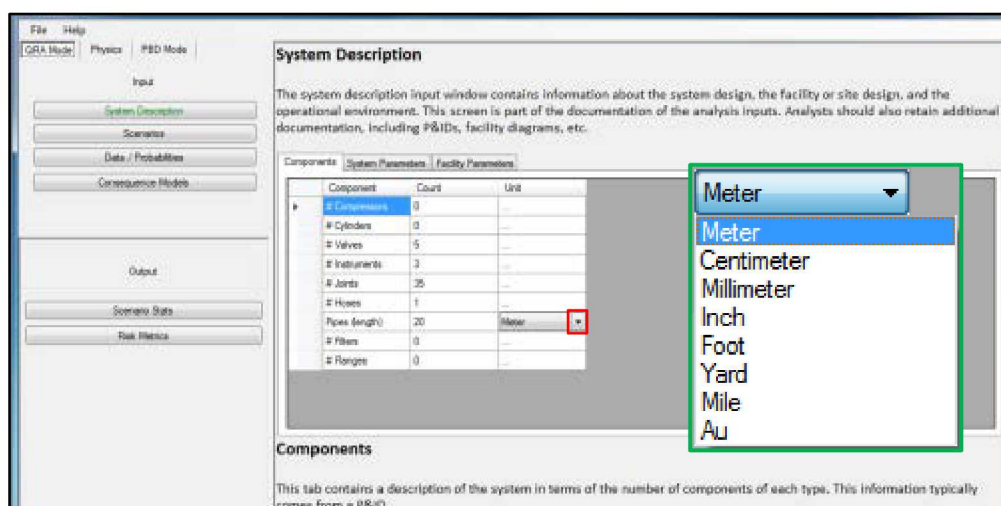 File Help
QRA Mode Physics PBD Mode
Input
System Description
Scenarios
Data / Probabilities
Consequence Models
Output
Scenario Stats
Risk Metrics
System Description
The system description input window contains information about the system design, the facility or site design, and the
operational environment. This screen is part of the documentation of the analysis inputs. Analysts should also retain additional
documentation, including P&IDs, facility diagrams, etc.
Components System Parameters Facility Parameters
Component Count Unit
# Compressors 0 ...
# Cylinders 0 ...
# Valves 5 ...
# Instruments 3 ...
# Joints 35 ...
# Hoses 1 ...
Pipes (length) 20 Meter
# Filters 0 ...
# Flanges 0 ...
Meter
Meter
Centimeter
Millimeter
Inch
Foot
Yard
Mile
Au
Components
This tab contains a description of the system in terms of the number of components of each type. This information typically
comes from a P&ID.